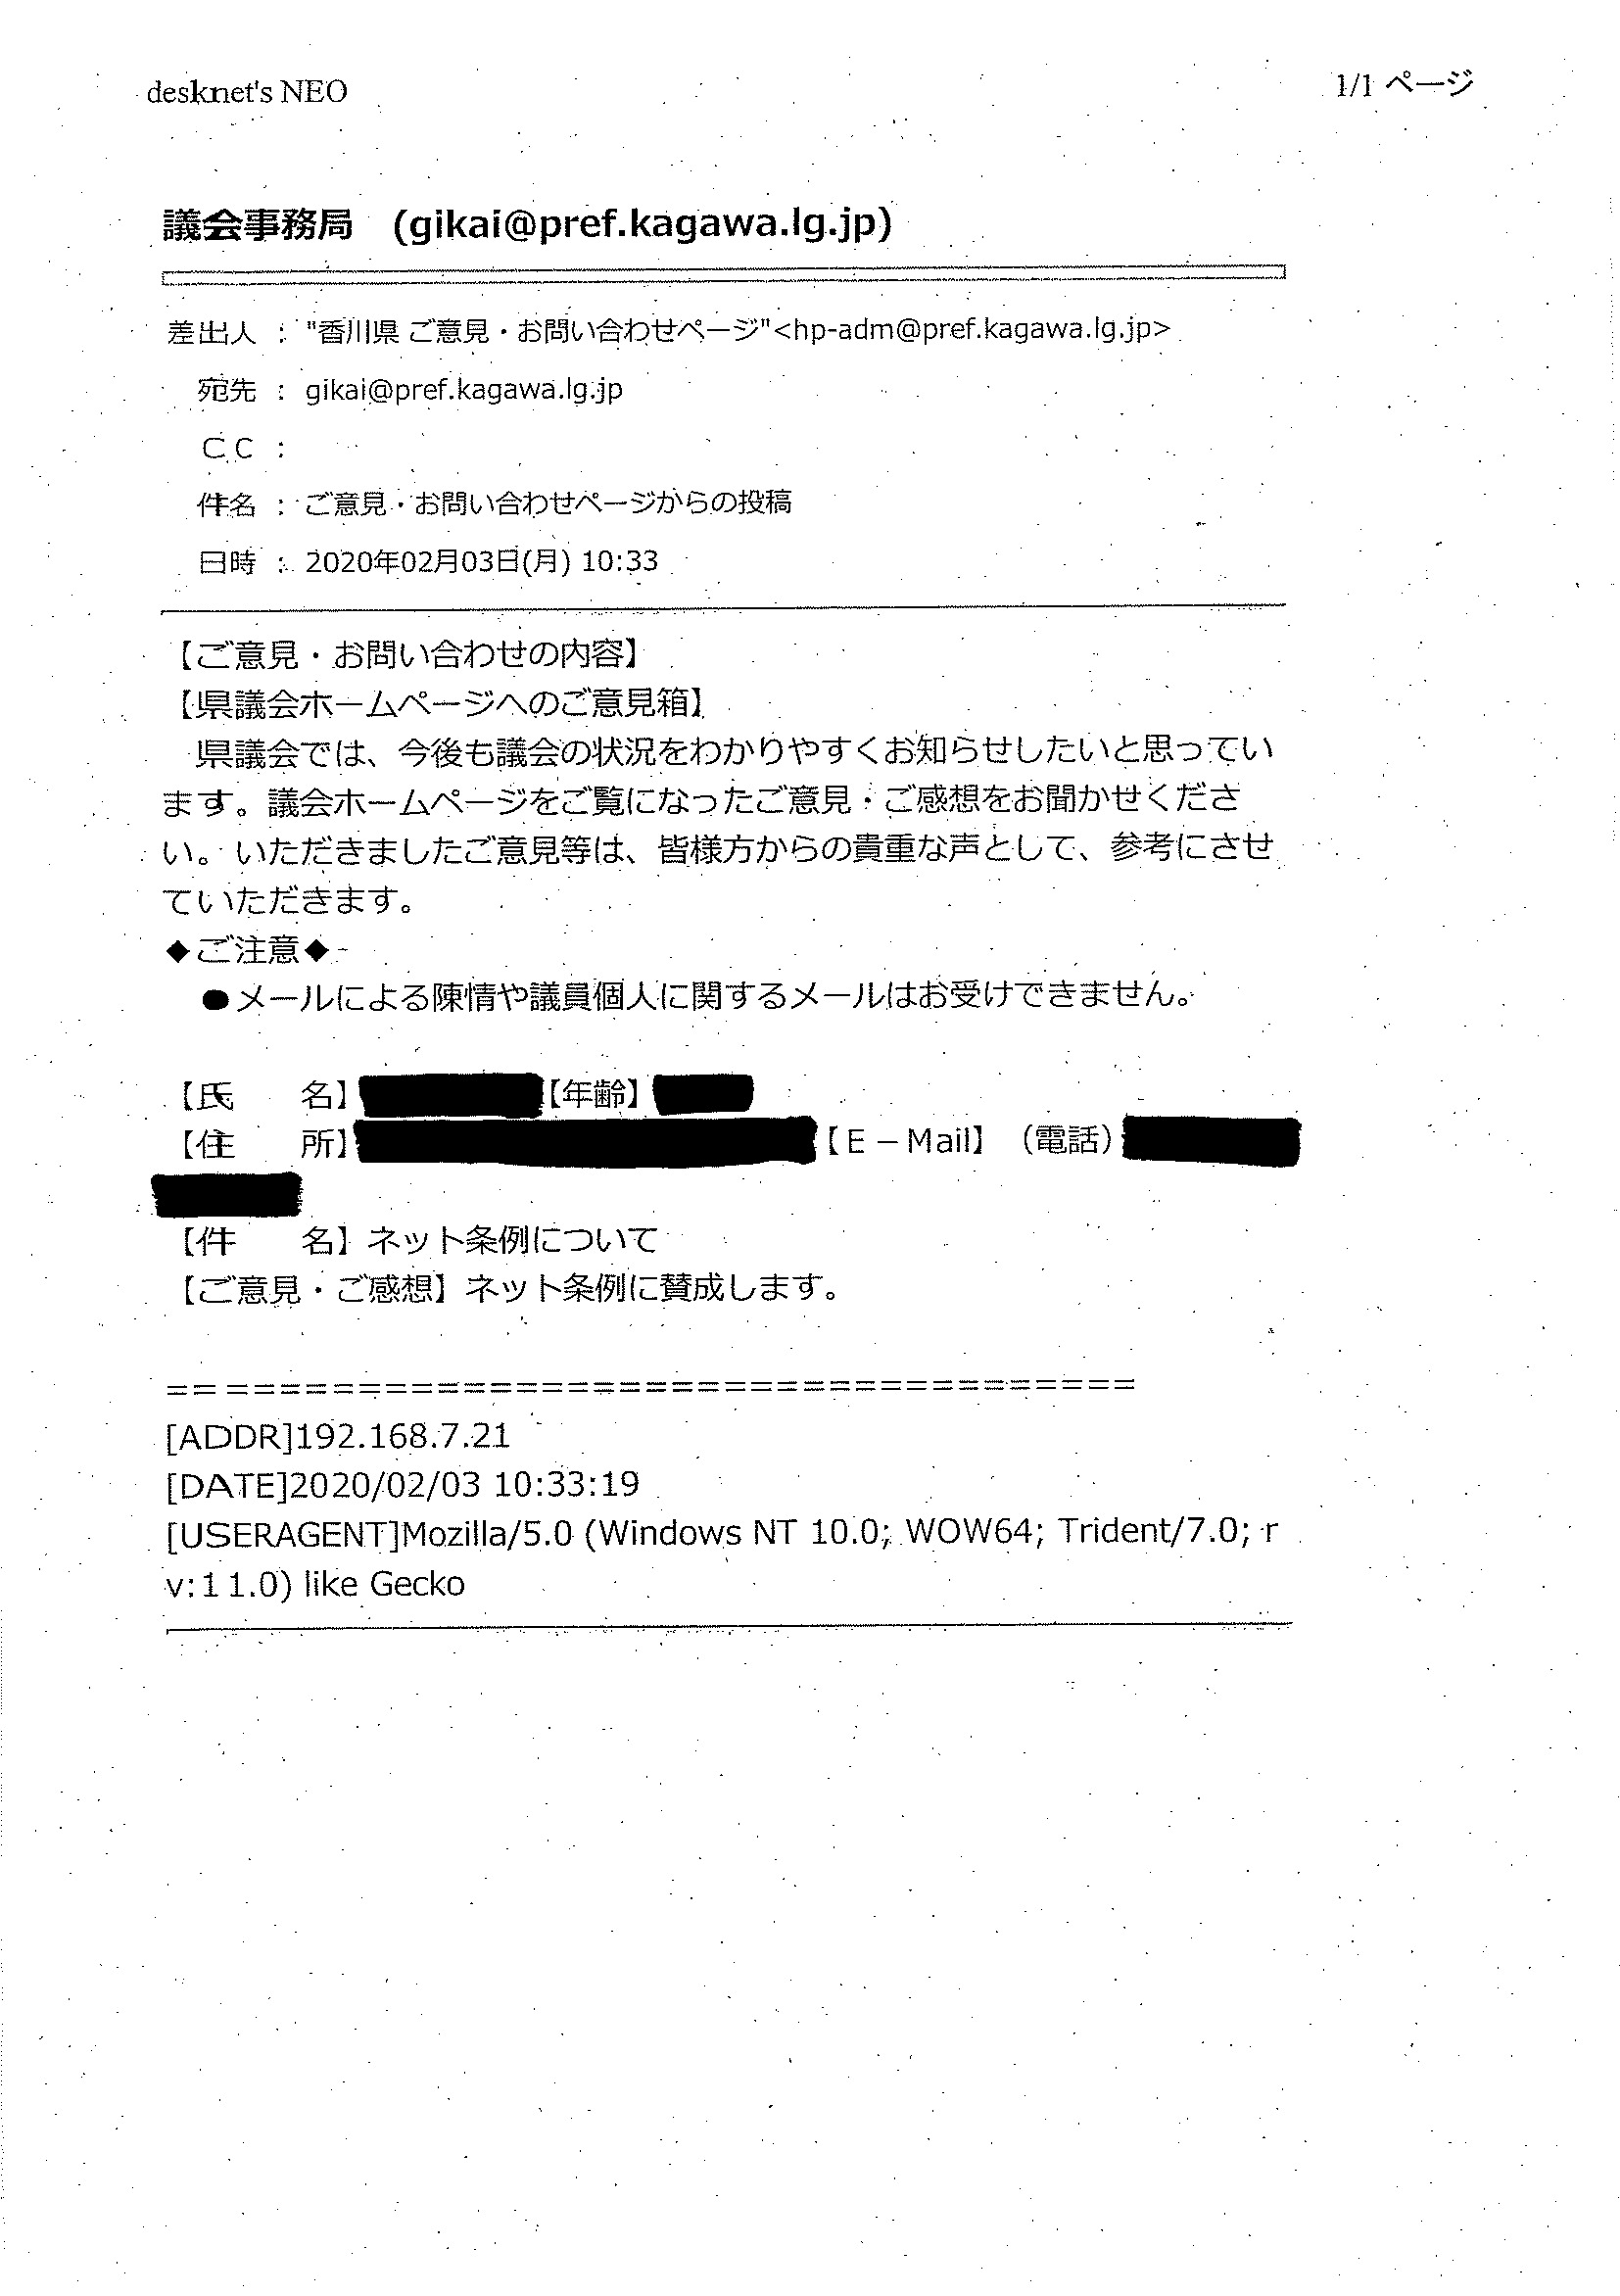 desknet's NEO
1/1 ページ
議会事務局　(gikai@pref.kagawa.lg.jp)
差出人 ： "香川県 ご意見・お問い合わせページ"<hp-adm@pref.kagawa.lg.jp>
宛先 ： gikai@pref.kagawa.lg.jp
ＣＣ ：
件名 ： ご意見・お問い合わせページからの投稿
日時 ： 2020年02月03日(月) 10:33
【ご意見・お問い合わせの内容】
【県議会ホームページへのご意見箱】
　県議会では、今後も議会の状況をわかりやすくお知らせしたいと思ってい
ます。議会ホームページをご覧になったご意見・ご感想をお聞かせくださ
い。いただきましたご意見等は、皆様方からの貴重な声として、参考にさせ
ていただきます。
◆ご注意◆
　●メールによる陳情や議員個人に関するメールはお受けできません。
【氏　　名】【年齢】
【住　　所】【Ｅ－Mail】（電話）
【件　　名】ネット条例について
【ご意見・ご感想】ネット条例に賛成します。
=====================================
[ADDR]192.168.7.21
[DATE]2020/02/03 10:33:19
[USERAGENT]Mozilla/5.0 (Windows NT 10.0; WOW64; Trident/7.0; r
v:11.0) like Gecko